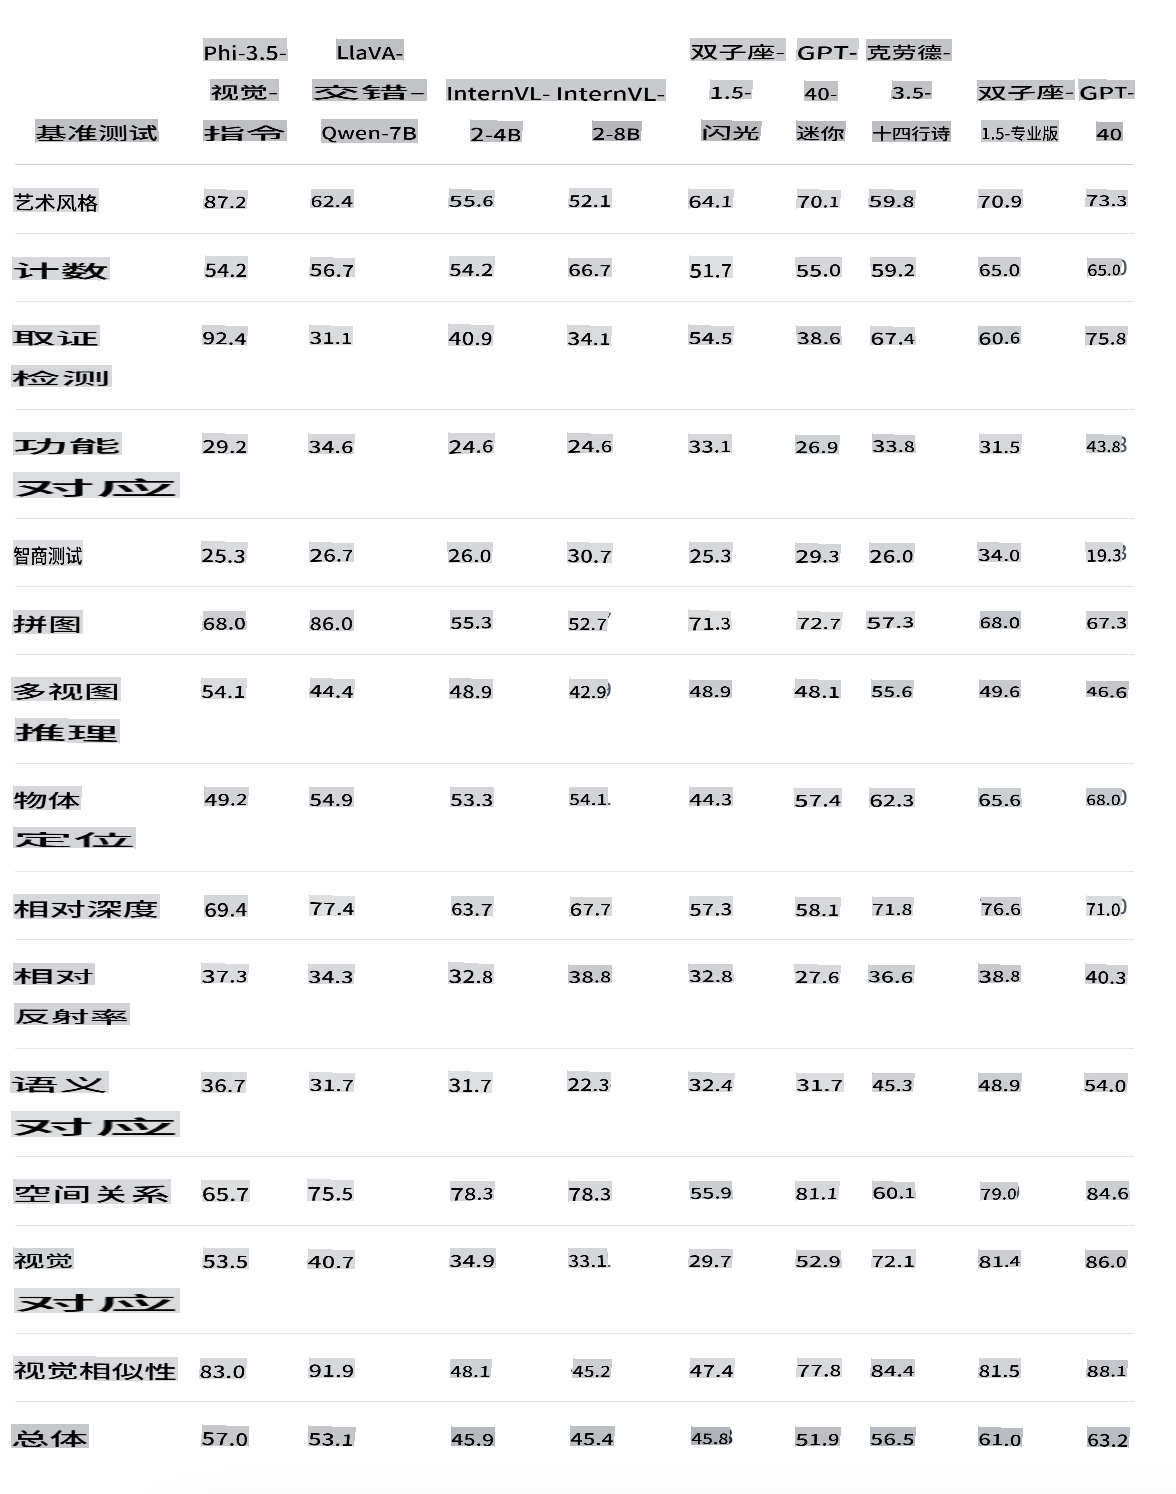 Phi-3.5- LlaVA- 双子座- GPT- 克劳德-
视觉- 交错- InternVL- InternVL- 1.5- 40- 3.5- 双子座- GPT-
基准测试 指令 Qwen-7B 2-4B 2-8B 闪光 迷你 十四行诗 1.5-专业版 40
艺术风格 87.2 62.4 55.6 52.1 64.1 70.1 59.8 70.9 73.3
计数 54.2 56.7 54.2 66.7 51.7 55.0 59.2 65.0 65.0
取证 92.4 31.1 40.9 34.1 54.5 38.6 67.4 60.6 75.8
检测
功能 29.2 34.6 24.6 24.6 33.1 26.9 33.8 31.5 43.8
对应
智商测试 25.3 26.7 26.0 30.7 25.3 29.3 26.0 34.0 19.3
拼图 68.0 86.0 55.3 52.7 71.3 72.7 57.3 68.0 67.3
多视图 54.1 44.4 48.9 42.9 48.9 48.1 55.6 49.6 46.6
推理
物体 49.2 54.9 53.3 54.1 44.3 57.4 62.3 65.6 68.0
定位
相对深度 69.4 77.4 63.7 67.7 57.3 58.1 71.8 76.6 71.0
相对 37.3 34.3 32.8 38.8 32.8 27.6 36.6 38.8 40.3
反射率
语义 36.7 31.7 31.7 22.3 32.4 31.7 45.3 48.9 54.0
对应
空间关系 65.7 75.5 78.3 78.3 55.9 81.1 60.1 79.0 84.6
视觉 53.5 40.7 34.9 33.1 29.7 52.9 72.1 81.4 86.0
对应
视觉相似性 83.0 91.9 48.1 45.2 47.4 77.8 84.4 81.5 88.1
总体 57.0 53.1 45.9 45.4 45.8 51.9 56.5 61.0 63.2